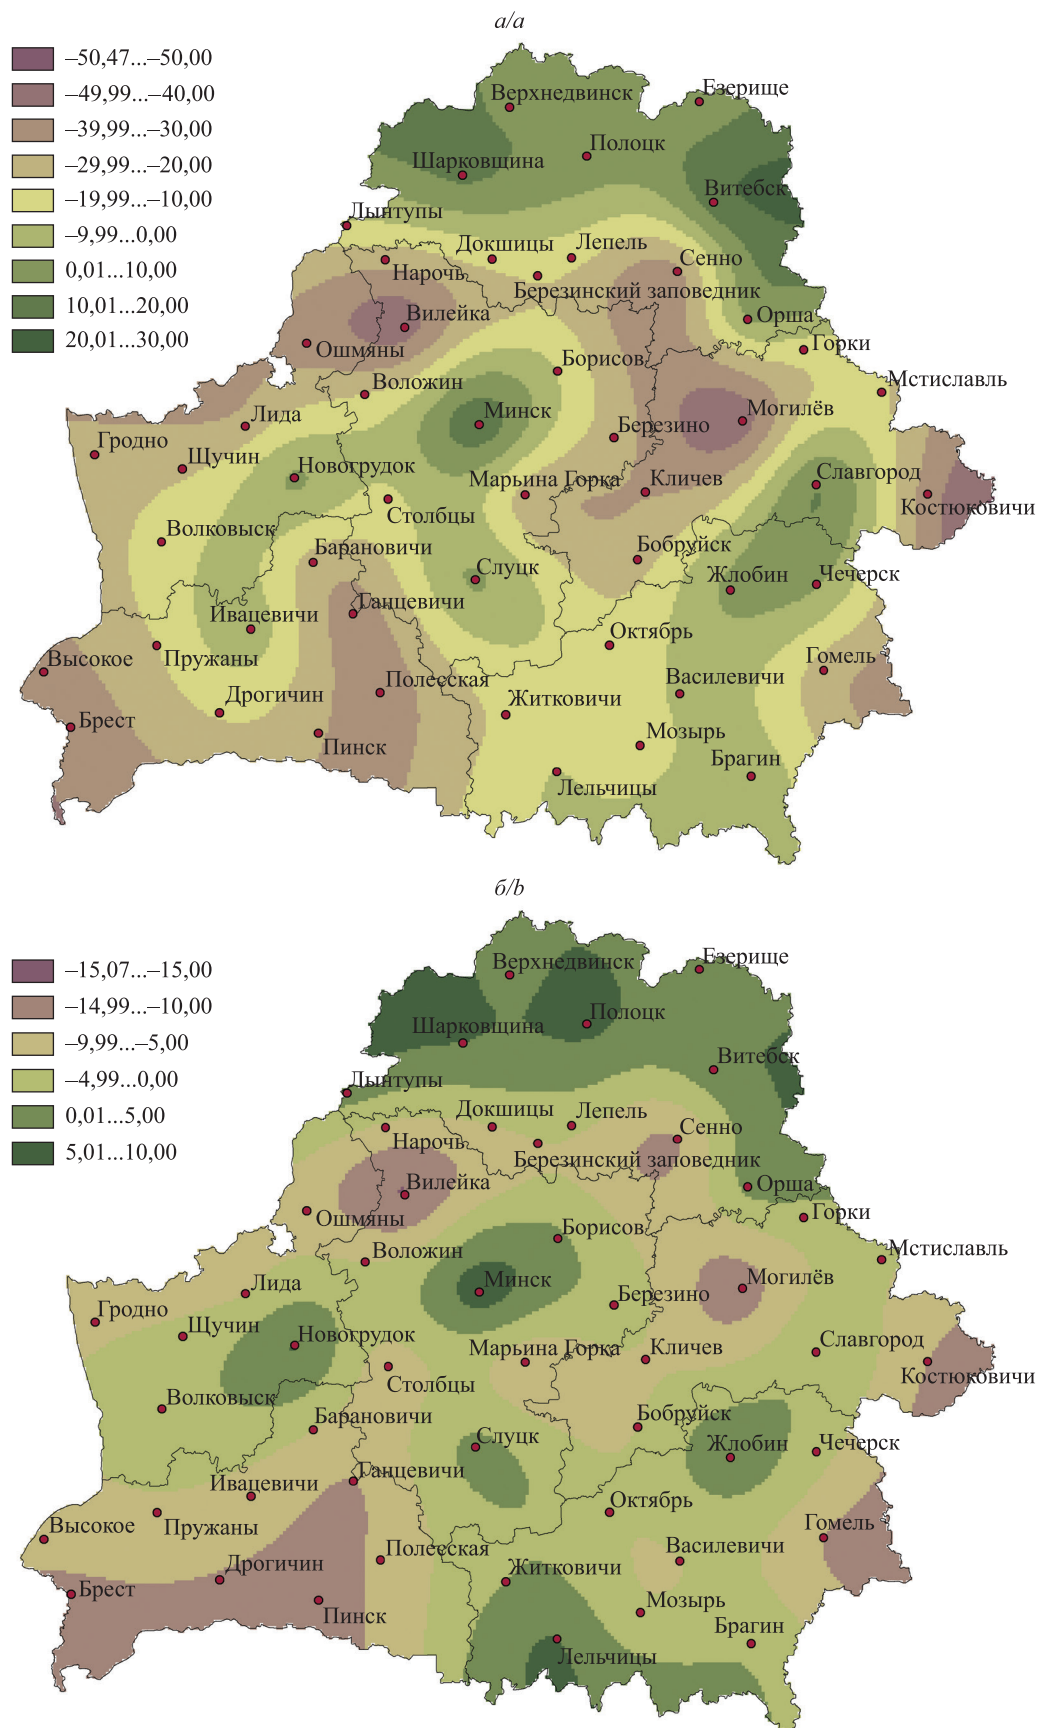 а/a
–50,47...–50,00
–49,99...–40,00
–39,99...–30,00
–29,99...–20,00
–19,99...–10,00
–9,99...0,00
0,01...10,00
10,01...20,00
20,01...30,00
Верхнедвинск
Езерище
Полоцк
Шарковщина
Витебск
Лынтупы
Докшицы
Лепель
Сенно
Нарочь
Березинский заповедник
Вилейка
Орша
Ошмяны
Горки
Борисов
Воложин
Мстиславль
Лида
Минск
Могилёв
Гродно
Березино
Щучин
Новогрудок
Марьина Горка
Кличев
Славгород
Костюковичи
Столбцы
Волковыск
Барановичи
Бобруйск
Слуцк
Жлобин
Чечерск
Ганцевичи
Ивацевичи
Октябрь
Высокое
Пружаны
Гомель
Полесская
Василевичи
Дрогичин
Житковичи
Брест
Пинск
Мозырь
Брагин
Лельчицы
б/b
–15,07...–15,00
–14,99...–10,00
–9,99...–5,00
–4,99...0,00
0,01...5,00
5,01...10,00
Верхнедвинск
Езерище
Полоцк
Шарковщина
Витебск
Лынтупы
Докшицы
Лепель
Сенно
Нарочь
Березинский заповедник
Вилейка
Орша
Ошмяны
Горки
Борисов
Воложин
Мстиславль
Лида
Минск
Могилёв
Гродно
Березино
Щучин
Новогрудок
Марьина Горка
Кличев
Славгород
Костюковичи
Столбцы
Волковыск
Барановичи
Бобруйск
Слуцк
Жлобин
Чечерск
Ганцевичи
Ивацевичи
Октябрь
Высокое
Пружаны
Гомель
Полесская
Василевичи
Дрогичин
Житковичи
Брест
Пинск
Мозырь
Брагин
Лельчицы